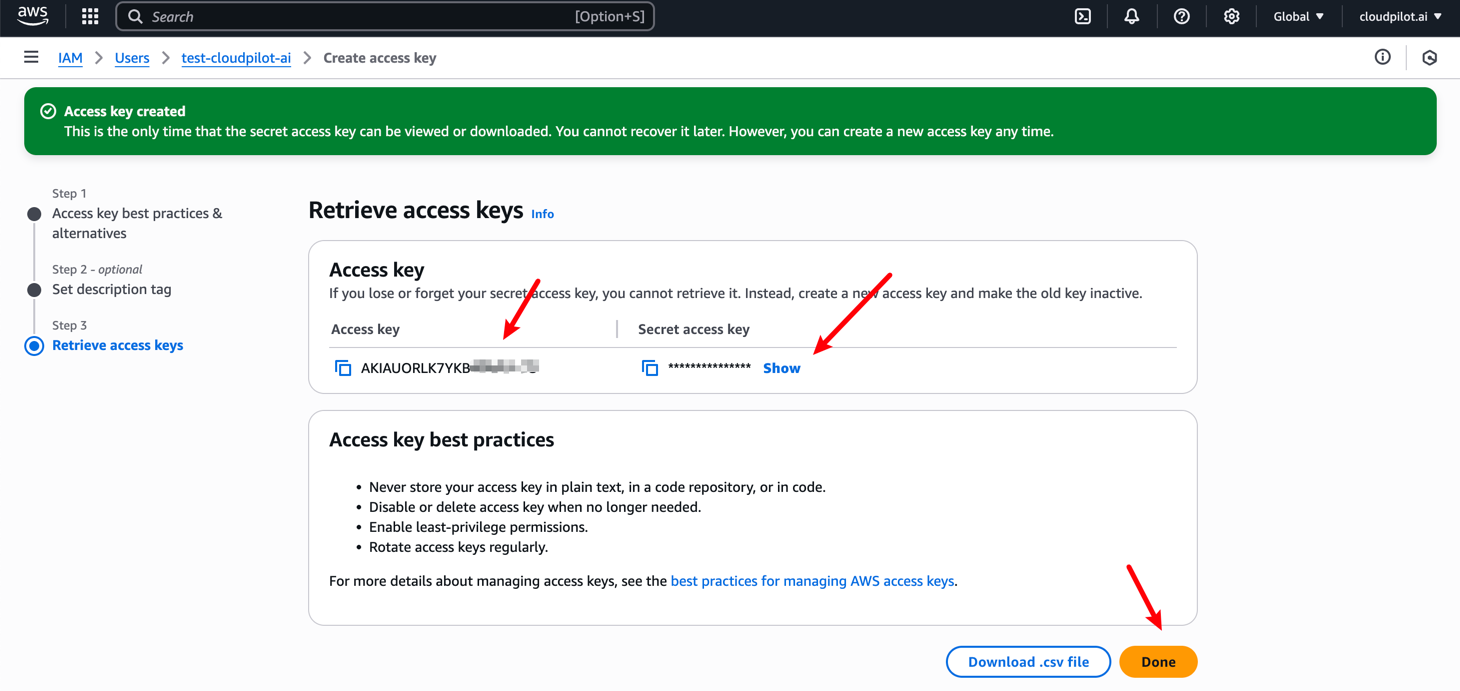 aws
Search [Option+S] Global cloudpilot.ai
IAM Users test-cloudpilot-ai Create access key
Access key created
This is the only time that the secret access key can be viewed or downloaded. You cannot recover it later. However, you can create a new access key any time.
Step 1
Access key best practices &
alternatives
Step 2 - optional
Set description tag
Step 3
Retrieve access keys
Retrieve access keys Info
Access key
If you lose or forget your secret access key, you cannot retrieve it. Instead, create a new access key and make the old key inactive.
Access key Secret access key
AKIAUORLK7YKB *************** Show
Access key best practices
• Never store your access key in plain text, in a code repository, or in code.
• Disable or delete access key when no longer needed.
• Enable least-privilege permissions.
• Rotate access keys regularly.
For more details about managing access keys, see the best practices for managing AWS access keys.
Download .csv file Done